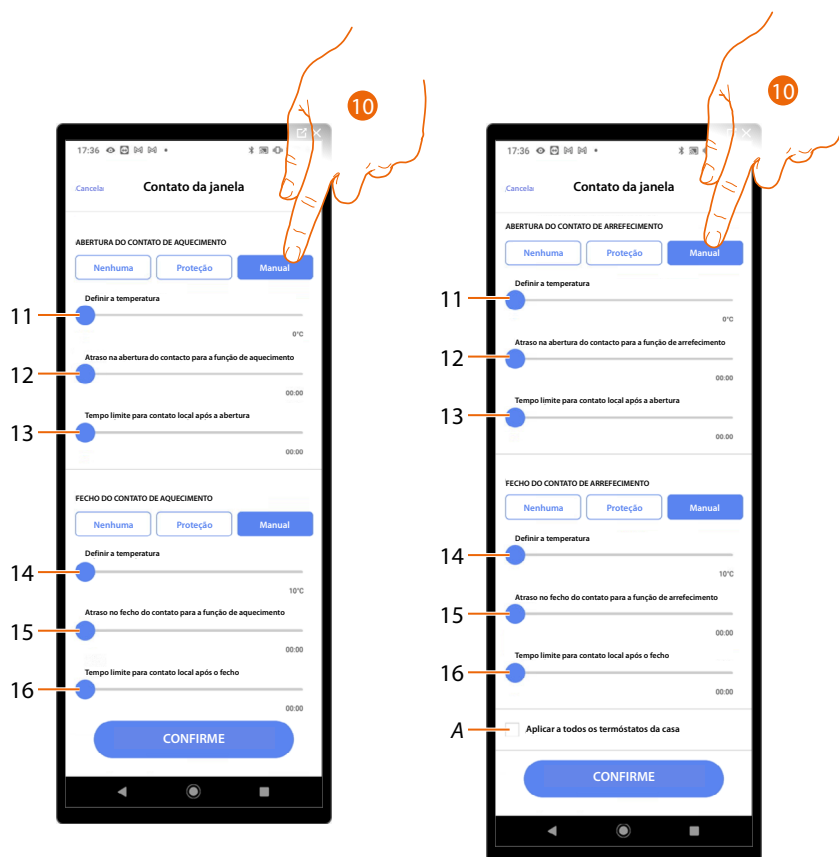 10
17:36
Cancela
Contato da janela
ABERTURA DO CONTATO DE AQUECIMENTO
Nenhuma
Proteção
Manual
11
Definir a temperatura
0°C
12
Atraso na abertura do contacto para a função de aquecimento
00:00
13
Tempo limite para contato local após a abertura
00:00
FECHO DO CONTATO DE AQUECIMENTO
Nenhuma
Proteção
Manual
14
Definir a temperatura
10°C
15
Atraso no fecho do contato para a função de aquecimento
00:00
16
Tempo limite para contato local após o fecho
00:00
CONFIRME
10
17:36
Cancela
Contato da janela
ABERTURA DO CONTATO DE ARREFECIMENTO
Nenhuma
Proteção
Manual
11
Definir a temperatura
0°C
12
Atraso na abertura do contacto para a função de arrefecimento
00:00
13
Tempo limite para contato local após a abertura
00:00
FECHO DO CONTATO DE ARREFECIMENTO
Nenhuma
Proteção
Manual
14
Definir a temperatura
10°C
15
Atraso no fecho do contato para a função de arrefecimento
00:00
16
Tempo limite para contato local após o fecho
00:00
A
Aplicar a todos os termóstatos da casa
CONFIRME